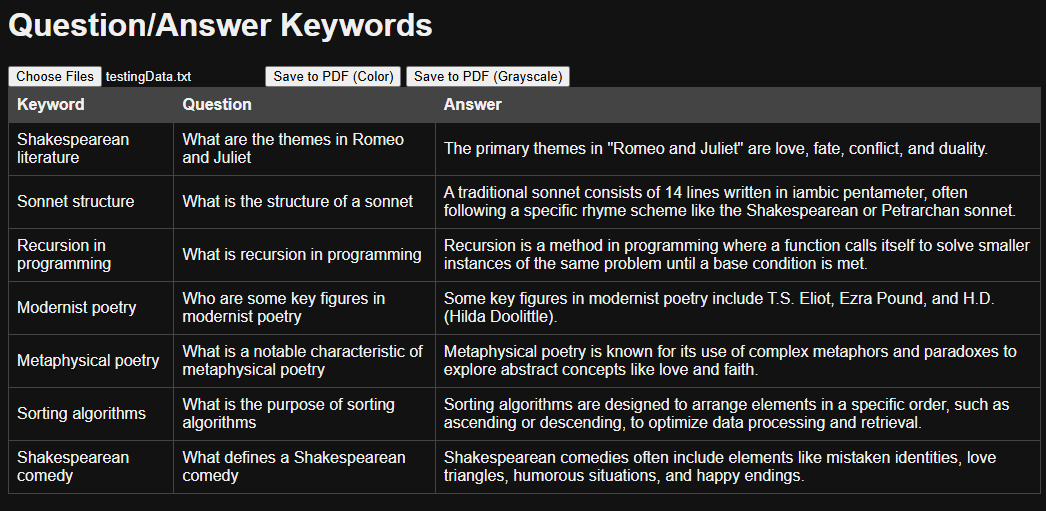 Question/Answer Keywords
Choose Files testingData.txt Save to PDF (Color) Save to PDF (Grayscale)
Keyword Question Answer
Shakespearean
literature
What are the themes in Romeo
and Juliet
The primary themes in "Romeo and Juliet" are love, fate, conflict, and duality.
Sonnet structure
What is the structure of a sonnet
A traditional sonnet consists of 14 lines written in iambic pentameter, often
following a specific rhyme scheme like the Shakespearean or Petrarchan sonnet.
Recursion in
programming
What is recursion in programming
Recursion is a method in programming where a function calls itself to solve smaller
instances of the same problem until a base condition is met.
Modernist poetry
Who are some key figures in
modernist poetry
Some key figures in modernist poetry include T.S. Eliot, Ezra Pound, and H.D.
(Hilda Doolittle).
Metaphysical poetry
What is a notable characteristic of
metaphysical poetry
Metaphysical poetry is known for its use of complex metaphors and paradoxes to
explore abstract concepts like love and faith.
Sorting algorithms
What is the purpose of sorting
algorithms
Sorting algorithms are designed to arrange elements in a specific order, such as
ascending or descending, to optimize data processing and retrieval.
Shakespearean
comedy
What defines a Shakespearean
comedy
Shakespearean comedies often include elements like mistaken identities, love
triangles, humorous situations, and happy endings.